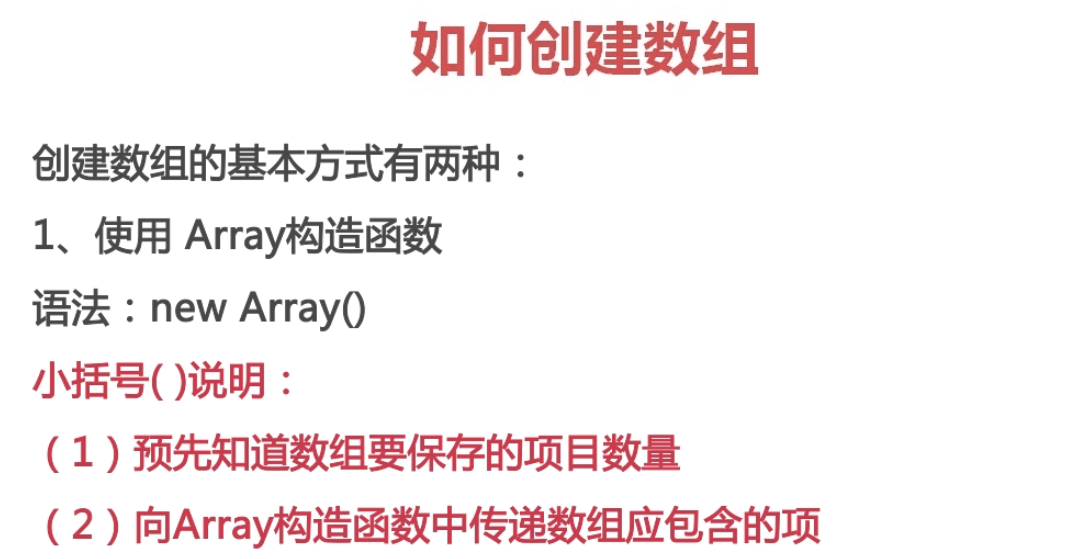 如何创建数组
创建数组的基本方式有两种：
1、使用 Array构造函数
语法：new Array()
小括号( )说明：
（1）预先知道数组要保存的项目数量
（2）向Array构造函数中传递数组应包含的项